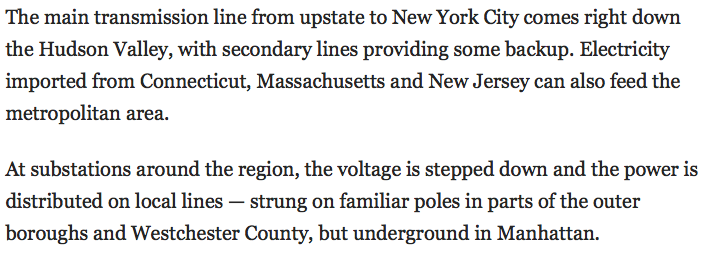 The main transmission line from upstate to New York City comes right down
the Hudson Valley, with secondary lines providing some backup. Electricity
imported from Connecticut, Massachusetts and New Jersey can also feed the
metropolitan area.
At substations around the region, the voltage is stepped down and the power is
distributed on local lines — strung on familiar poles in parts of the outer
boroughs and Westchester County, but underground in Manhattan.